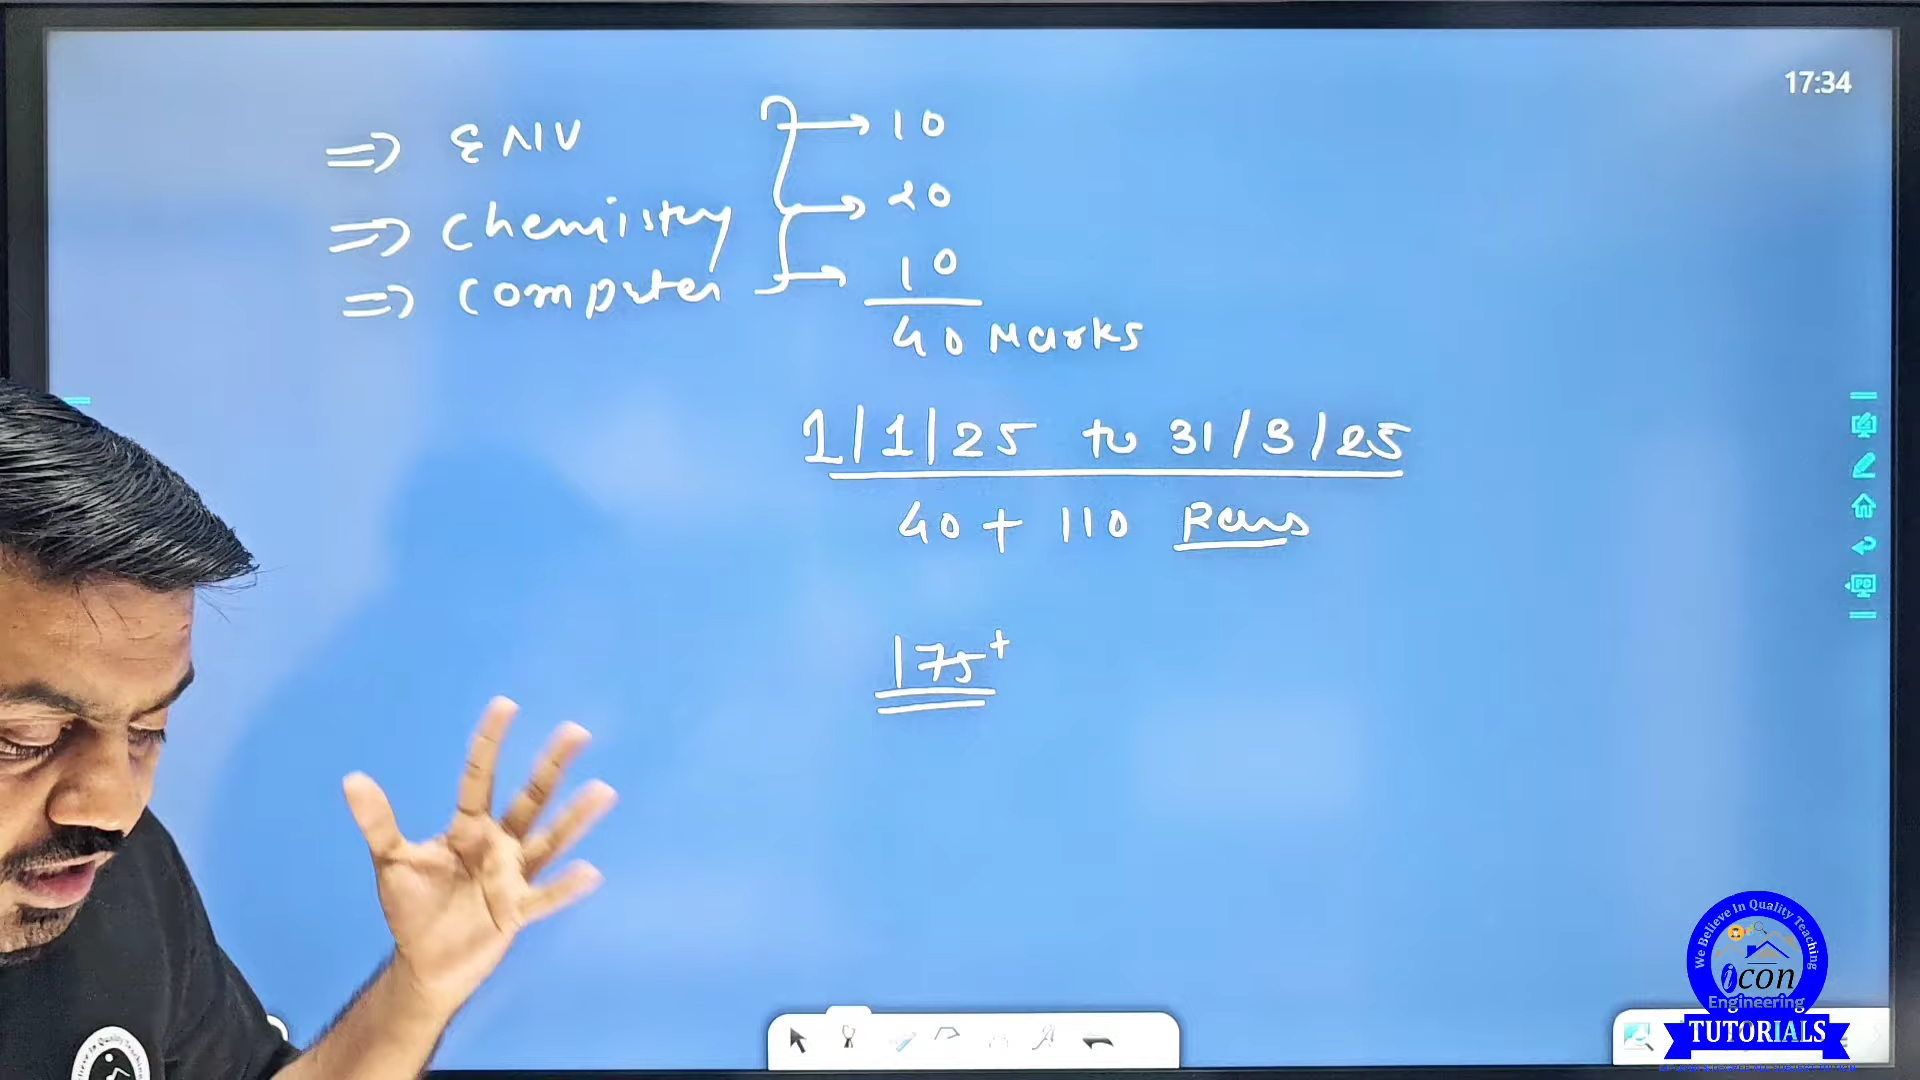 17:34
⇒ ENV → 10
⇒ Chemistry → 20
⇒ Computer → 10
40 Marks
1/1/25 to 31/3/25
40 + 110
175+
We Believe In Quality Teaching
icon
Engineering
TUTORIALS